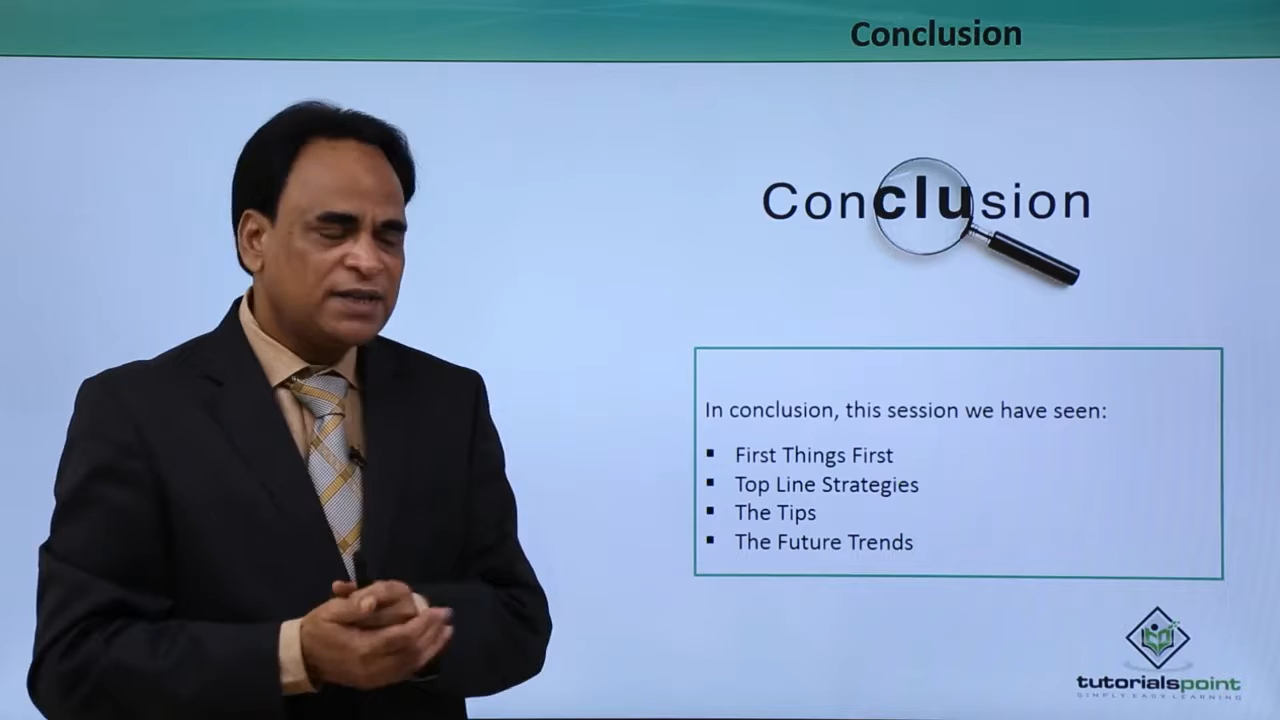 Conclusion
Conclusion
In conclusion, this session we have seen:
▪ First Things First
▪ Top Line Strategies
▪ The Tips
▪ The Future Trends
tutorialspoint
SIMPLY EASY LEARNING